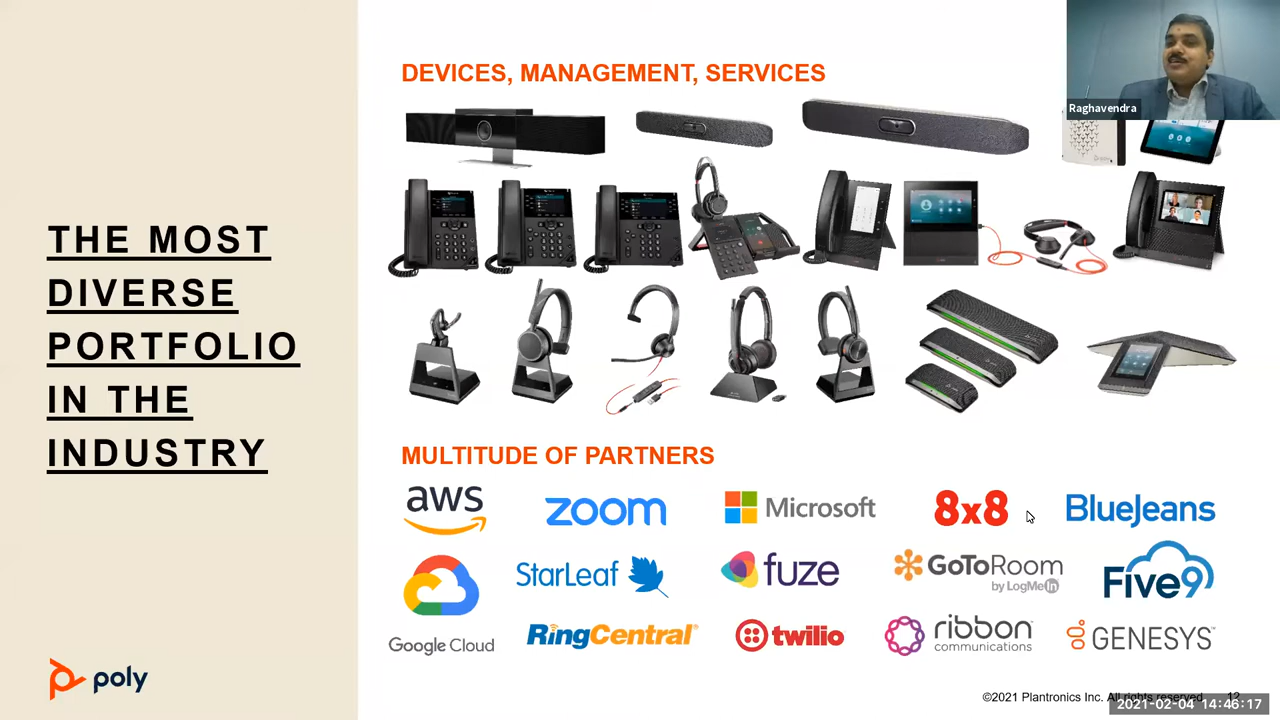 DEVICES, MANAGEMENT, SERVICES
Raghavendra
THE MOST
DIVERSE
PORTFOLIO
IN THE
INDUSTRY
MULTITUDE OF PARTNERS
aws
zoom
Microsoft
8x8
BlueJeans
StarLeaf
fuze
GoToRoom
by LogMeIn
Five9
Google Cloud
RingCentral
twilio
ribbon
communications
GENESYS
poly
©2021 Plantronics Inc. All rights reserved 12
2021-02-04 14:46:17